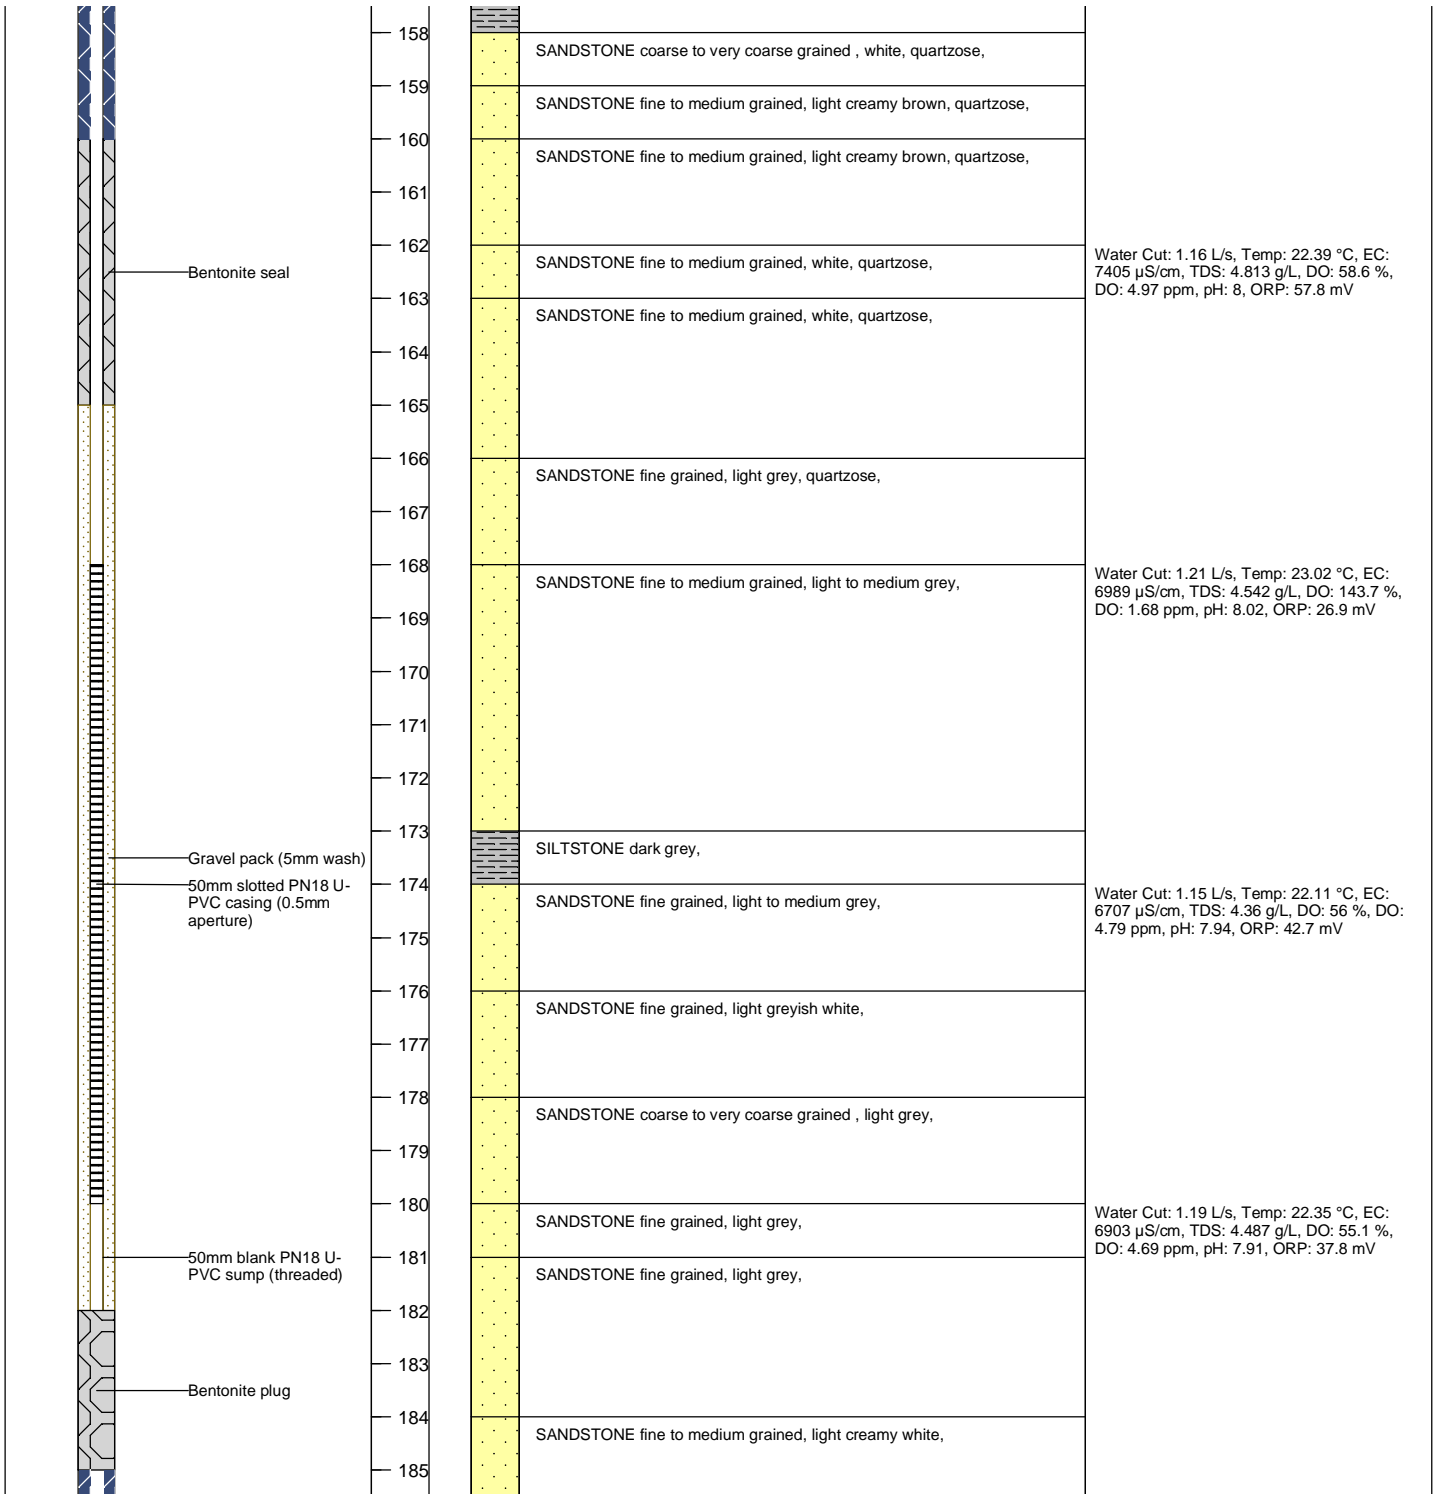 158
SANDSTONE coarse to very coarse grained , white, quartzose,
159
SANDSTONE fine to medium grained, light creamy brown, quartzose,
160
SANDSTONE fine to medium grained, light creamy brown, quartzose,
161
162
SANDSTONE fine to medium grained, white, quartzose,
Water Cut: 1.16 L/s, Temp: 22.39 °C, EC:
7405 µS/cm, TDS: 4.813 g/L, DO: 58.6 %,
DO: 4.97 ppm, pH: 8, ORP: 57.8 mV
Bentonite seal
163
SANDSTONE fine to medium grained, white, quartzose,
164
165
166
SANDSTONE fine grained, light grey, quartzose,
167
168
SANDSTONE fine to medium grained, light to medium grey,
Water Cut: 1.21 L/s, Temp: 23.02 °C, EC:
6989 µS/cm, TDS: 4.542 g/L, DO: 143.7 %,
DO: 1.68 ppm, pH: 8.02, ORP: 26.9 mV
169
170
171
172
173
SILTSTONE dark grey,
Gravel pack (5mm wash)
174
50mm slotted PN18 U-
PVC casing (0.5mm
aperture)
SANDSTONE fine grained, light to medium grey,
Water Cut: 1.15 L/s, Temp: 22.11 °C, EC:
6707 µS/cm, TDS: 4.36 g/L, DO: 56 %, DO:
4.79 ppm, pH: 7.94, ORP: 42.7 mV
175
176
SANDSTONE fine grained, light greyish white,
177
178
SANDSTONE coarse to very coarse grained , light grey,
179
180
SANDSTONE fine grained, light grey,
Water Cut: 1.19 L/s, Temp: 22.35 °C, EC:
6903 µS/cm, TDS: 4.487 g/L, DO: 55.1 %,
DO: 4.69 ppm, pH: 7.91, ORP: 37.8 mV
181
50mm blank PN18 U-
PVC sump (threaded)
SANDSTONE fine grained, light grey,
182
183
Bentonite plug
184
SANDSTONE fine to medium grained, light creamy white,
185